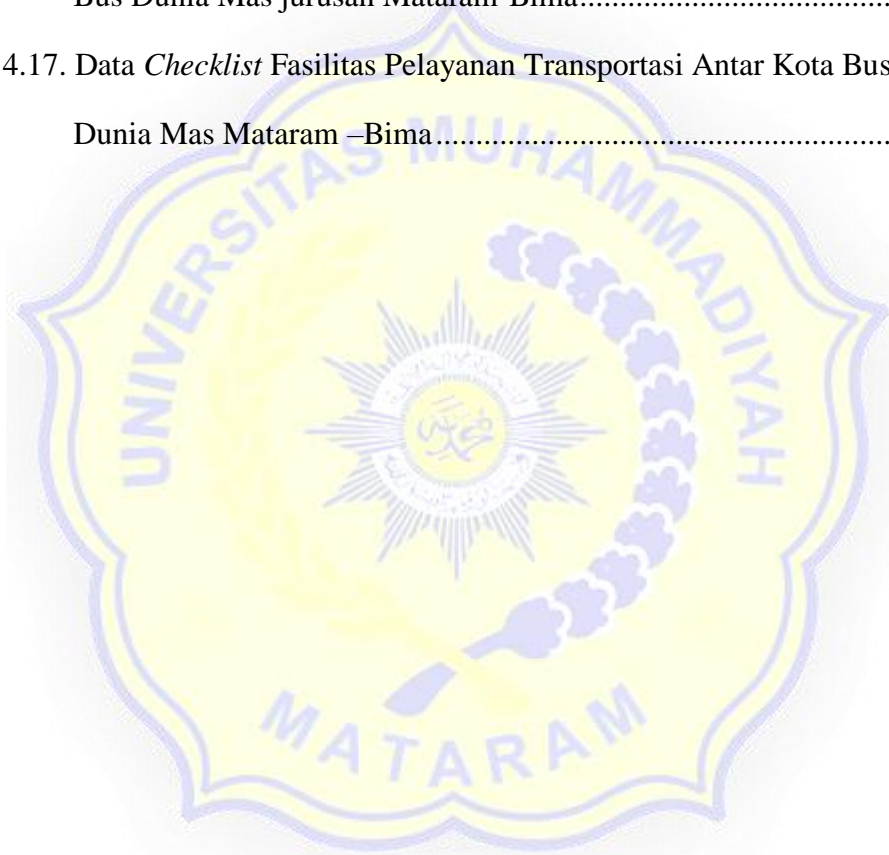 Bus Dunia Mas jurusan Mataram-Bima.......................................
4.17. Data Checklist Fasilitas Pelayanan Transportasi Antar Kota Bus
Dunia Mas Mataram –Bima.........................................................
UNIVERSITAS MUHAMMADIYAH
MATARAM